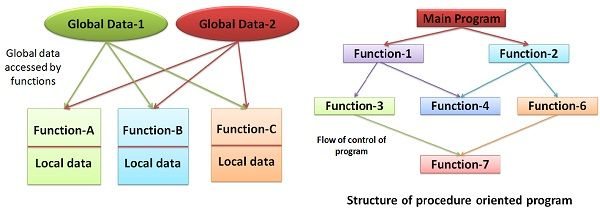 Global Data-1
Global Data-2
Global data
accessed by
functions
Function-A
Local data
Function-B
Local data
Function-C
Local data
Main Program
Function-1
Function-2
Function-3
Function-4
Function-6
Flow of control of
program
Function-7
Structure of procedure oriented program